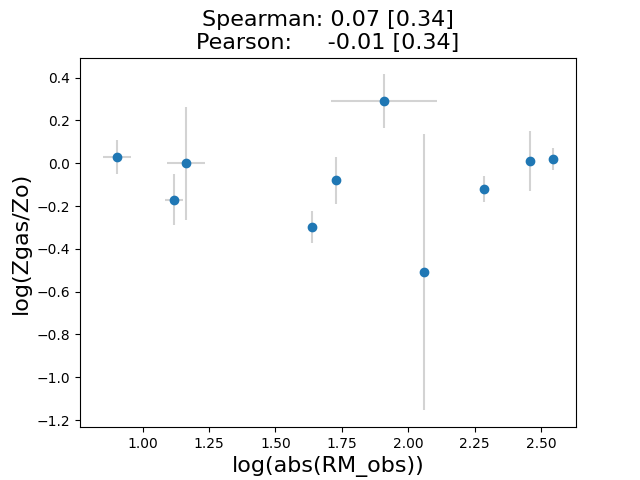 Spearman: 0.07 [0.34]
Pearson: -0.01 [0.34]
0.4
0.2
0.0
−0.2
−0.4
−0.6
−0.8
−1.0
−1.2
log(Zgas/Zo)
1.00 1.25 1.50 1.75 2.00 2.25 2.50
log(abs(RM_obs))